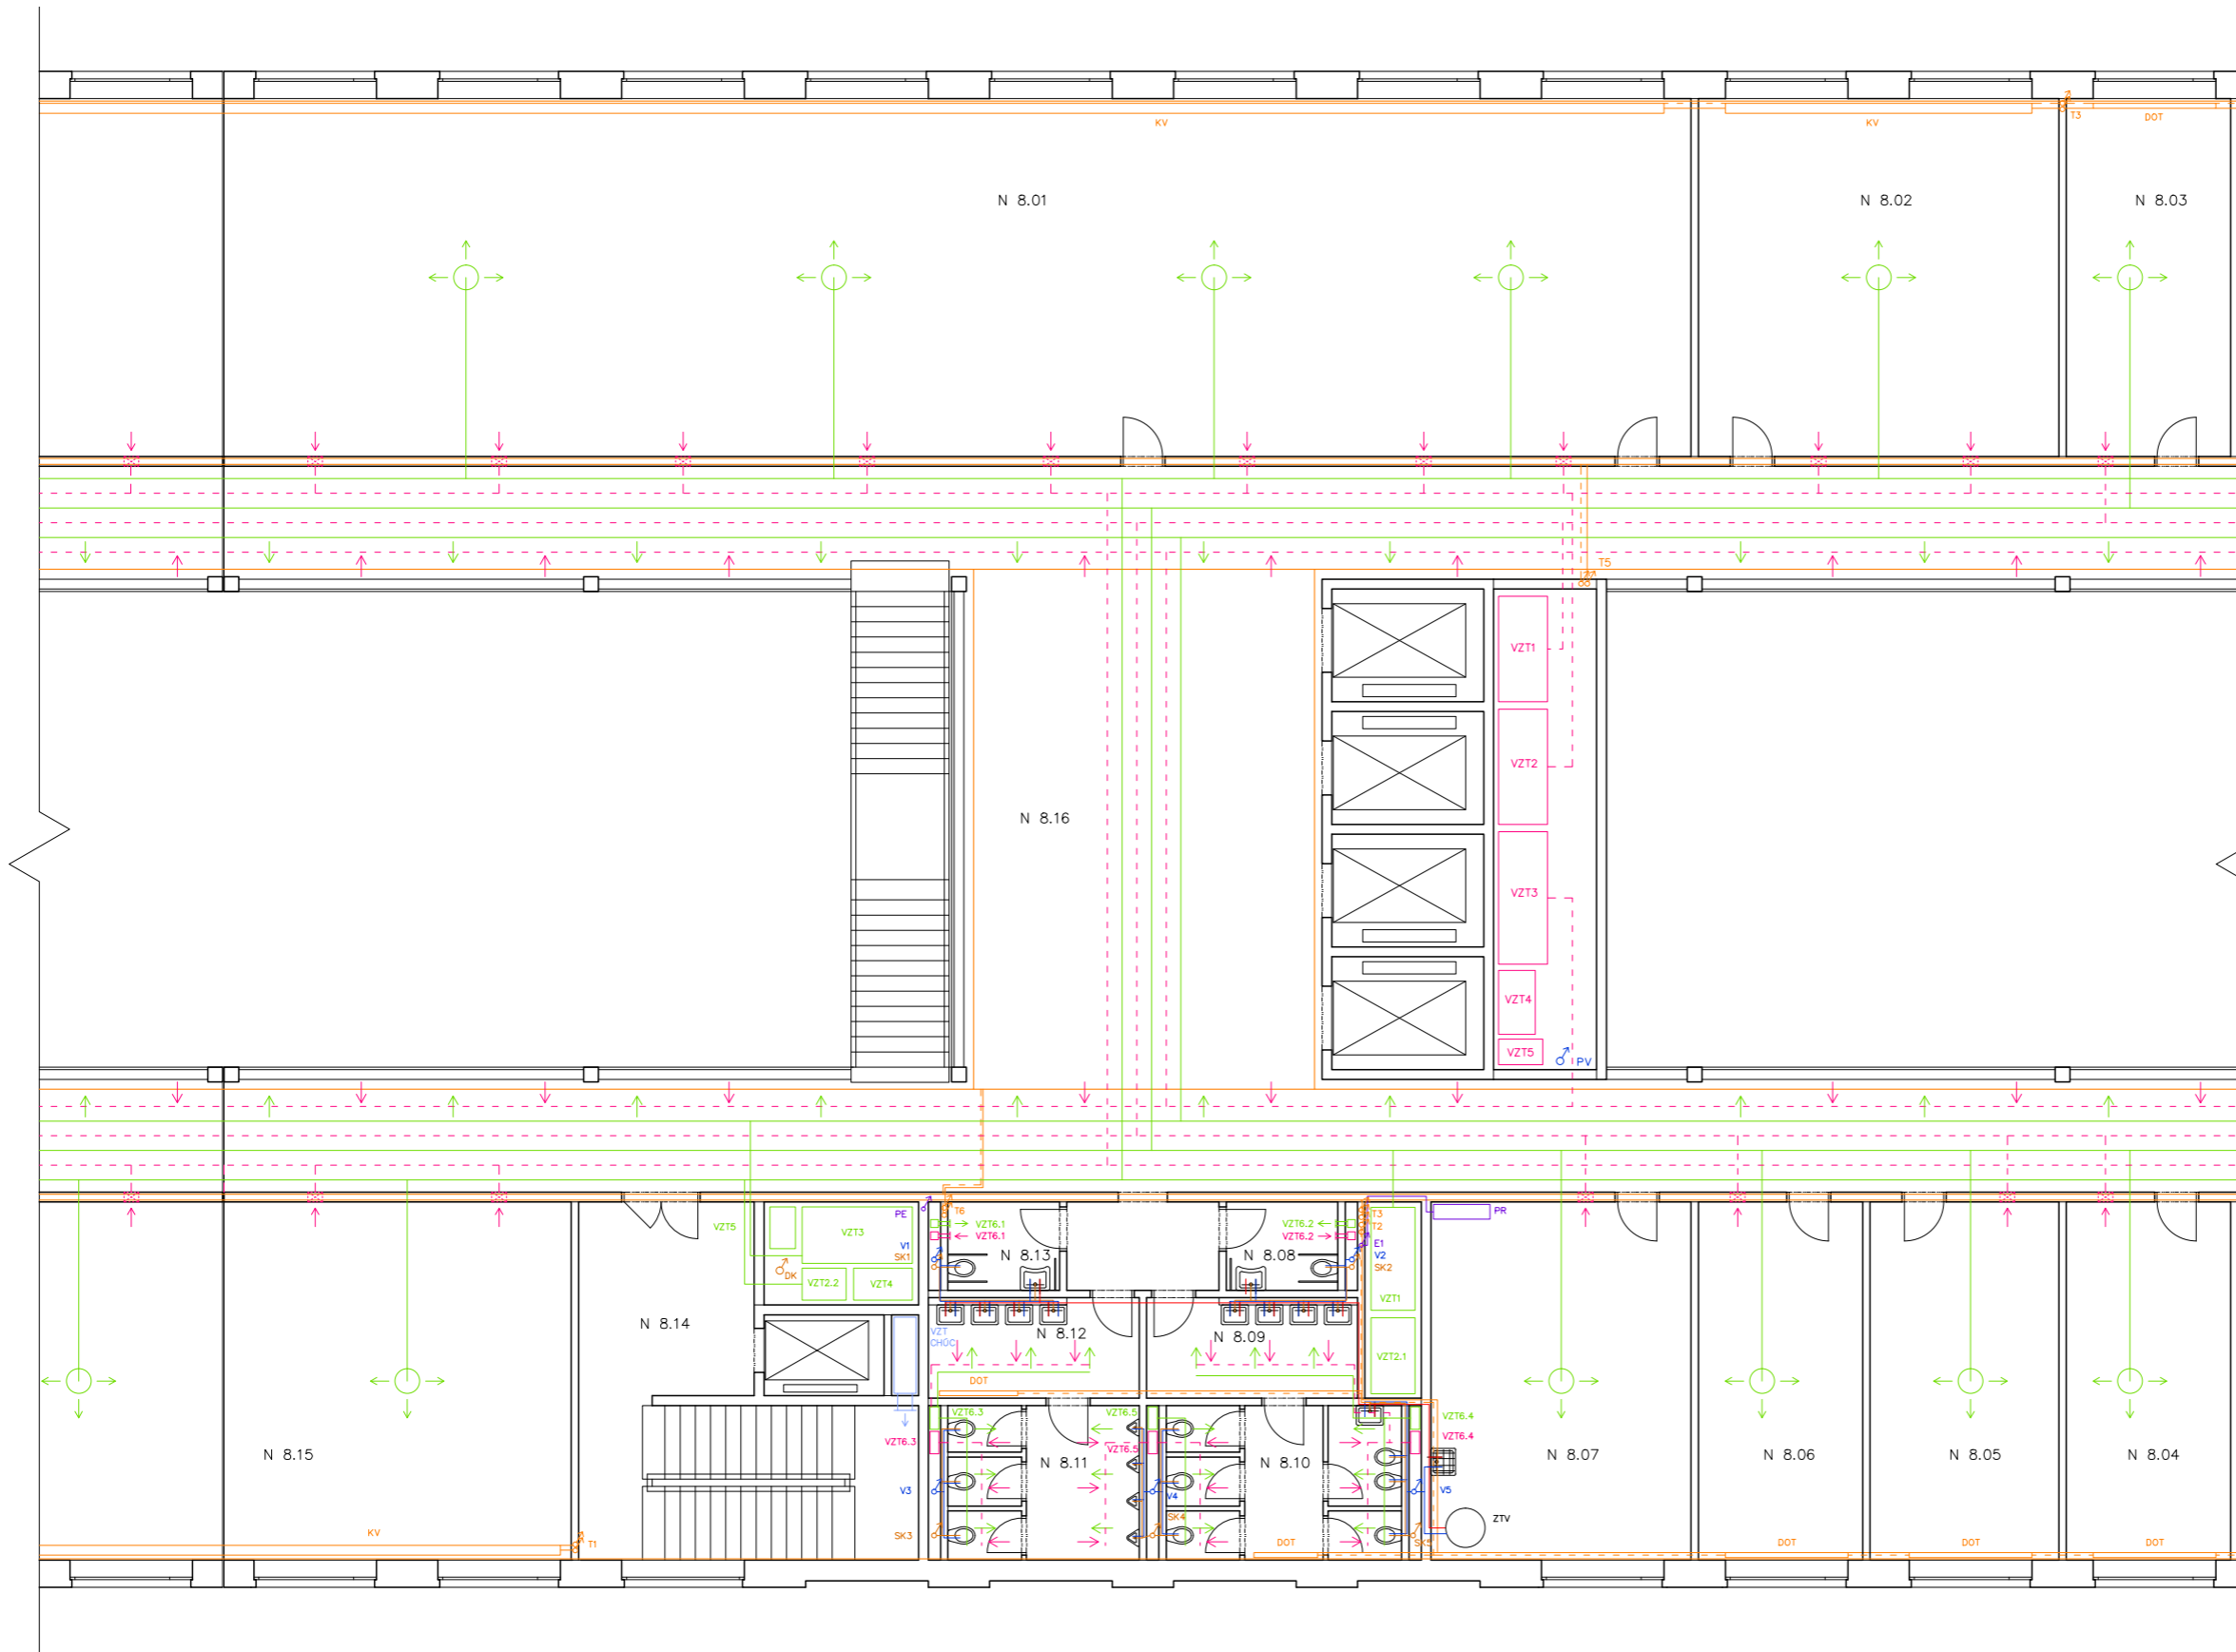 KV
KV
T3
DOT
N 8.01
N 8.02
N 8.03
T5
VZT1
VZT2
N 8.16
VZT3
VZT4
VZT5
PV
PE
T6
VZT6.1
VZT6.1
VZT6.2
VZT6.2
T3
T2
PR
VZT5
VZT3
V1
SK1
N 8.13
N 8.08
E1
V2
SK2
DK
VZT2.2
VZT4
VZT1
N 8.14
VZT
CHÚC
N 8.12
N 8.09
VZT2.1
DOT
VZT6.3
VZT6.5
VZT6.4
VZT6.3
VZT6.5
VZT6.4
N 8.15
N 8.11
N 8.10
N 8.07
N 8.06
N 8.05
N 8.04
V3
V4
V5
ZTV
SK4
KV
T1
SK3
SK5
DOT
DOT
DOT
DOT